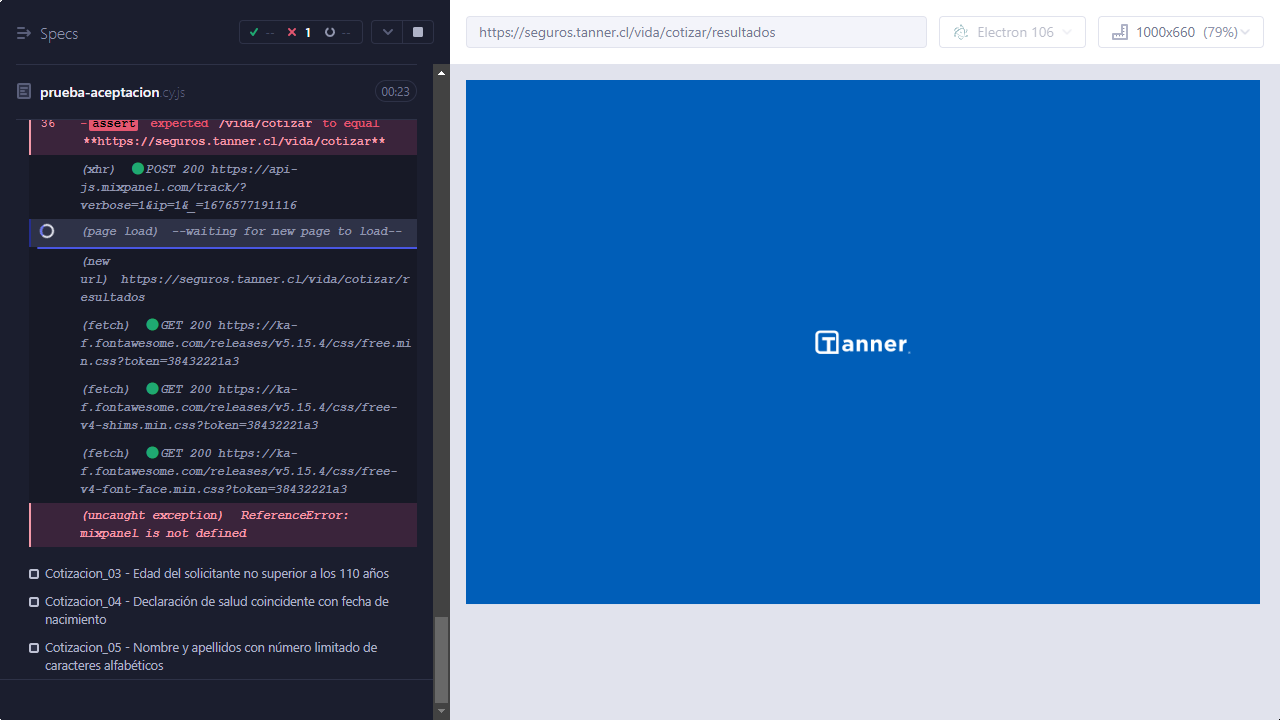 Specs
-- 1 --
https://seguros.tanner.cl/vida/cotizar/resultados
Electron 106
1000x660 (79%)
prueba-aceptacion.cy.js
00:23
36 -assert expected /vida/cotizar to equal
**https://seguros.tanner.cl/vida/cotizar**
(xhr) POST 200 https://api-
js.mixpanel.com/track/?
verbose=1&ip=1&_=1676577191116
(page load) --waiting for new page to load--
(new
url) https://seguros.tanner.cl/vida/cotizar/r
esultados
(fetch) GET 200 https://ka-
f.fontawesome.com/releases/v5.15.4/css/free.mi
n.css?token=38432221a3
(fetch) GET 200 https://ka-
f.fontawesome.com/releases/v5.15.4/css/free-
v4-shims.min.css?token=38432221a3
(fetch) GET 200 https://ka-
f.fontawesome.com/releases/v5.15.4/css/free-
v4-font-face.min.css?token=38432221a3
(uncaught exception) ReferenceError:
mixpanel is not defined
Cotizacion_03 - Edad del solicitante no superior a los 110 años
Cotizacion_04 - Declaración de salud coincidente con fecha de
nacimiento
Cotizacion_05 - Nombre y apellidos con número limitado de
caracteres alfabéticos
Tanner